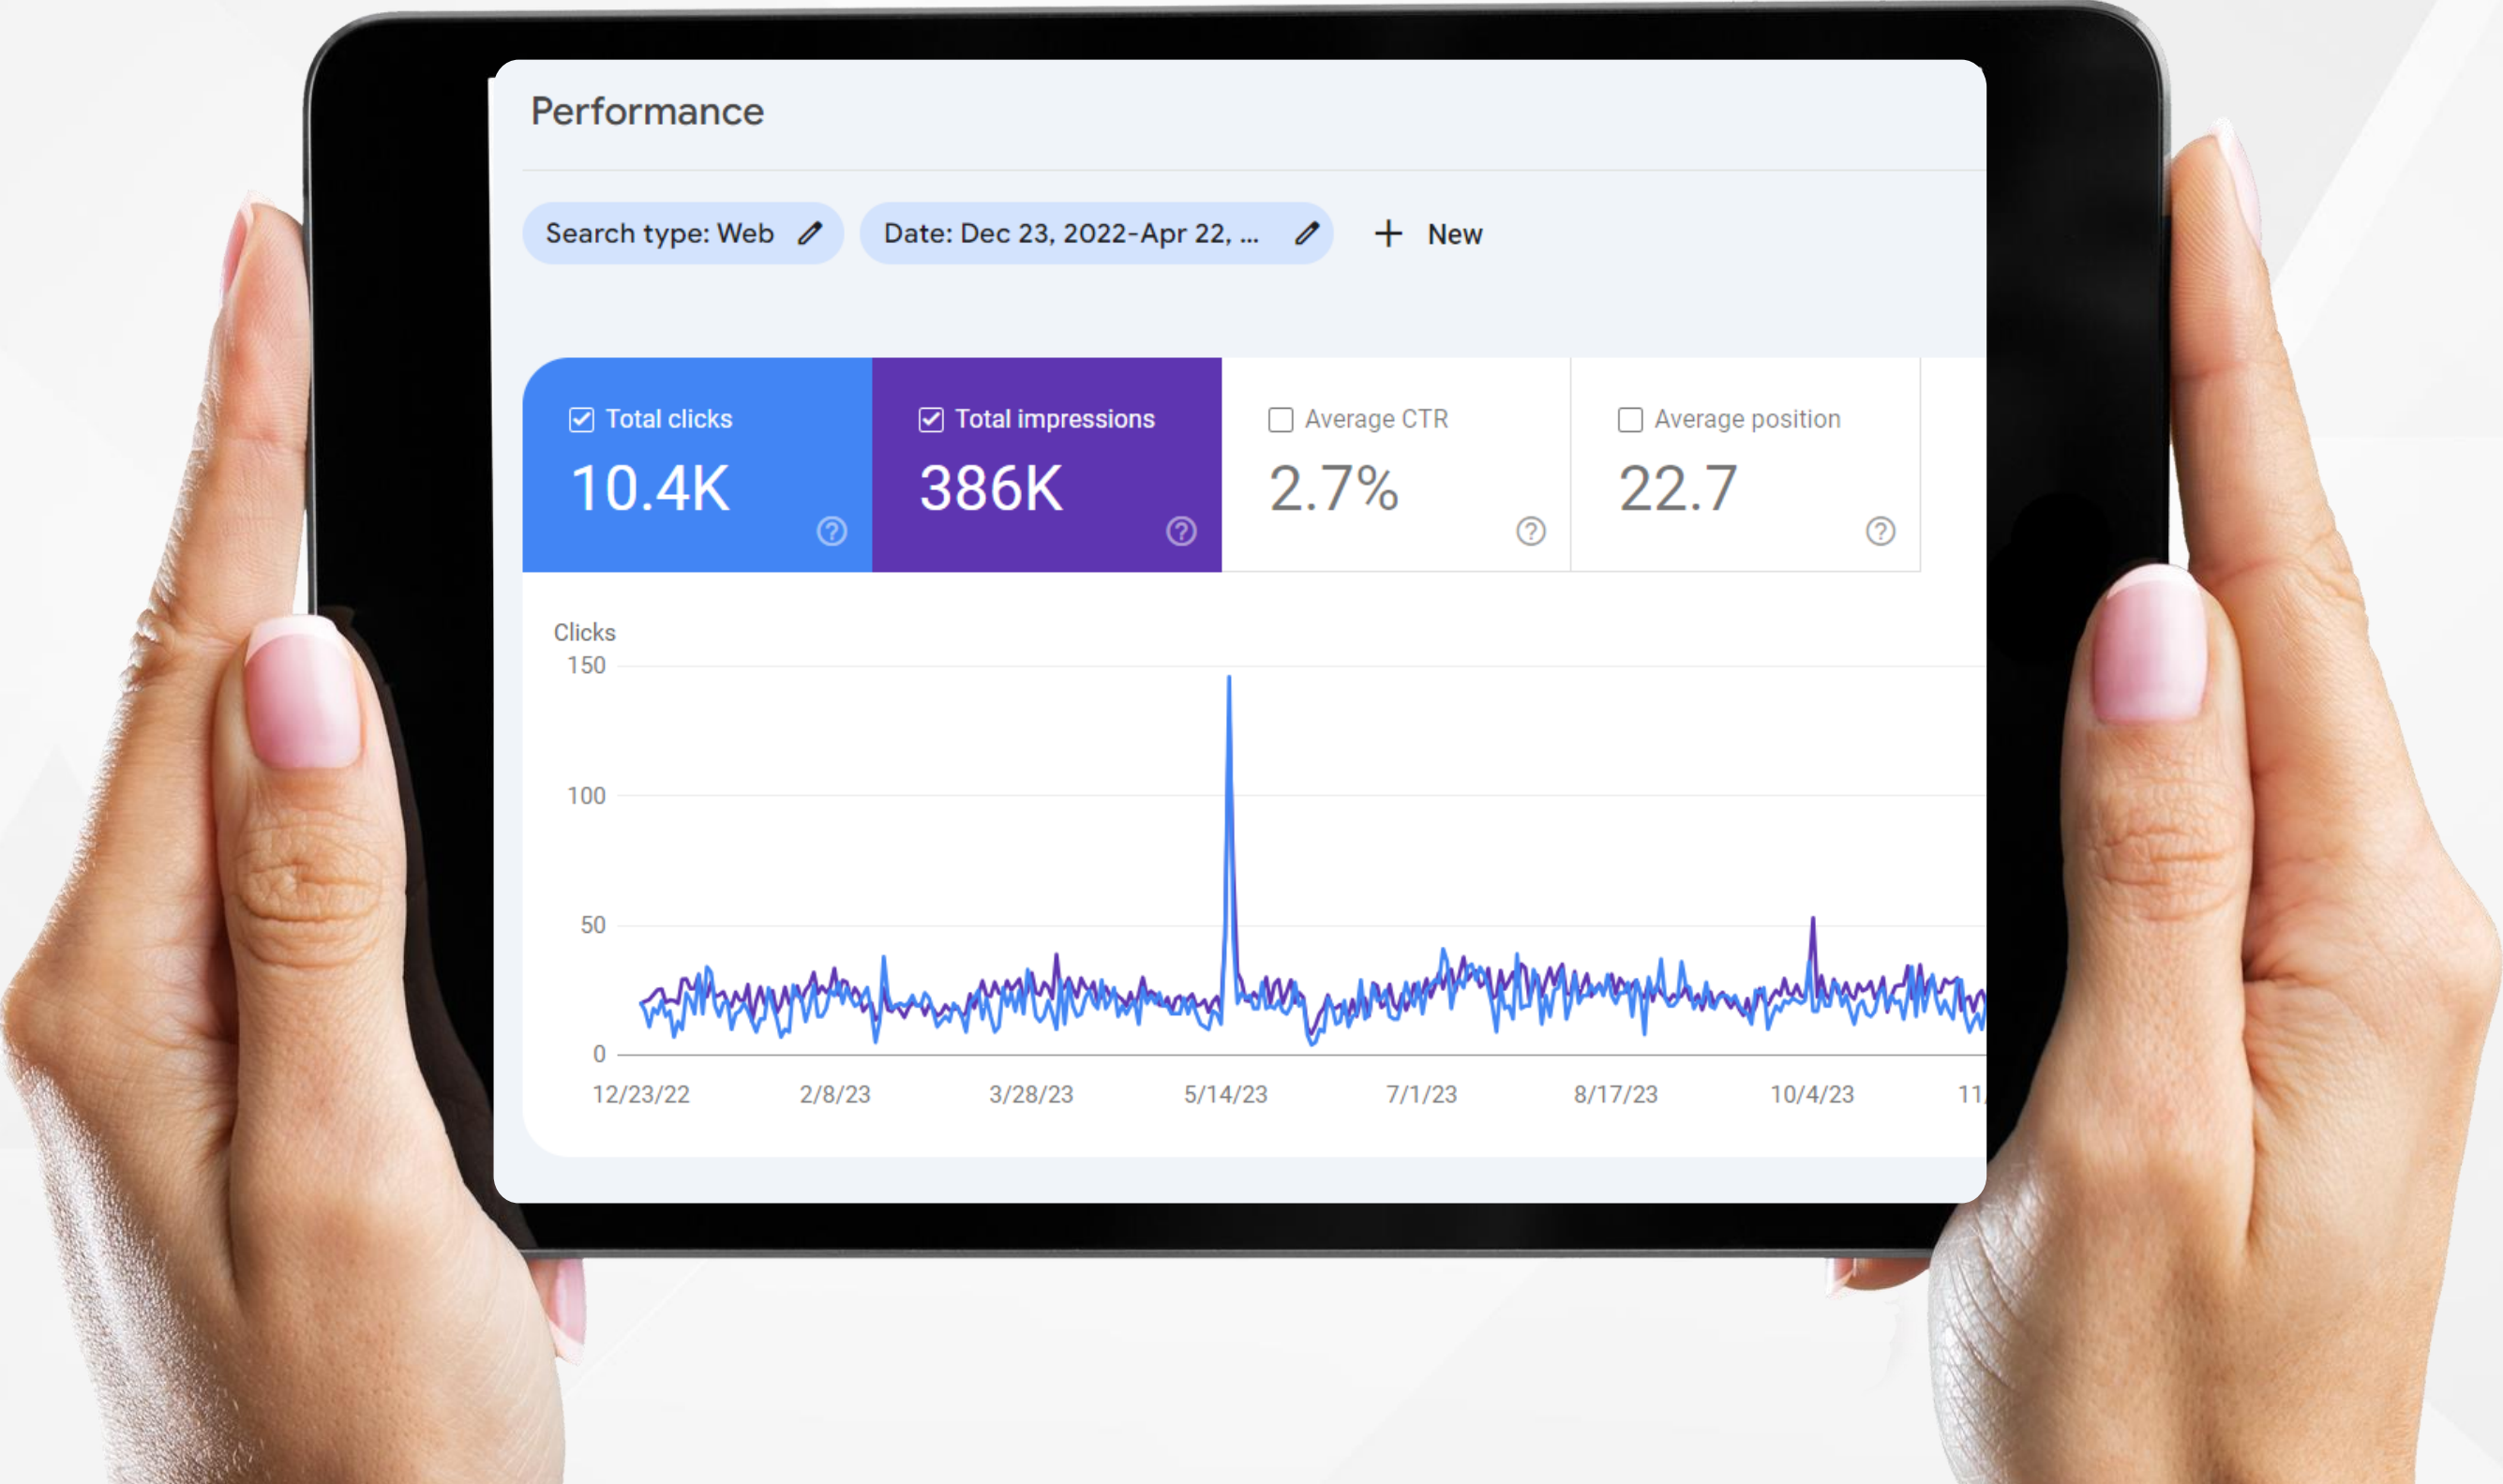 Performance
Search type: Web
Date: Dec 23, 2022-Apr 22, ...
+ New
Total clicks
10.4K
Total impressions
386K
Average CTR
2.7%
Average position
22.7
Clicks
150
100
50
0
12/23/22 2/8/23 3/28/23 5/14/23 7/1/23 8/17/23 10/4/23 11/